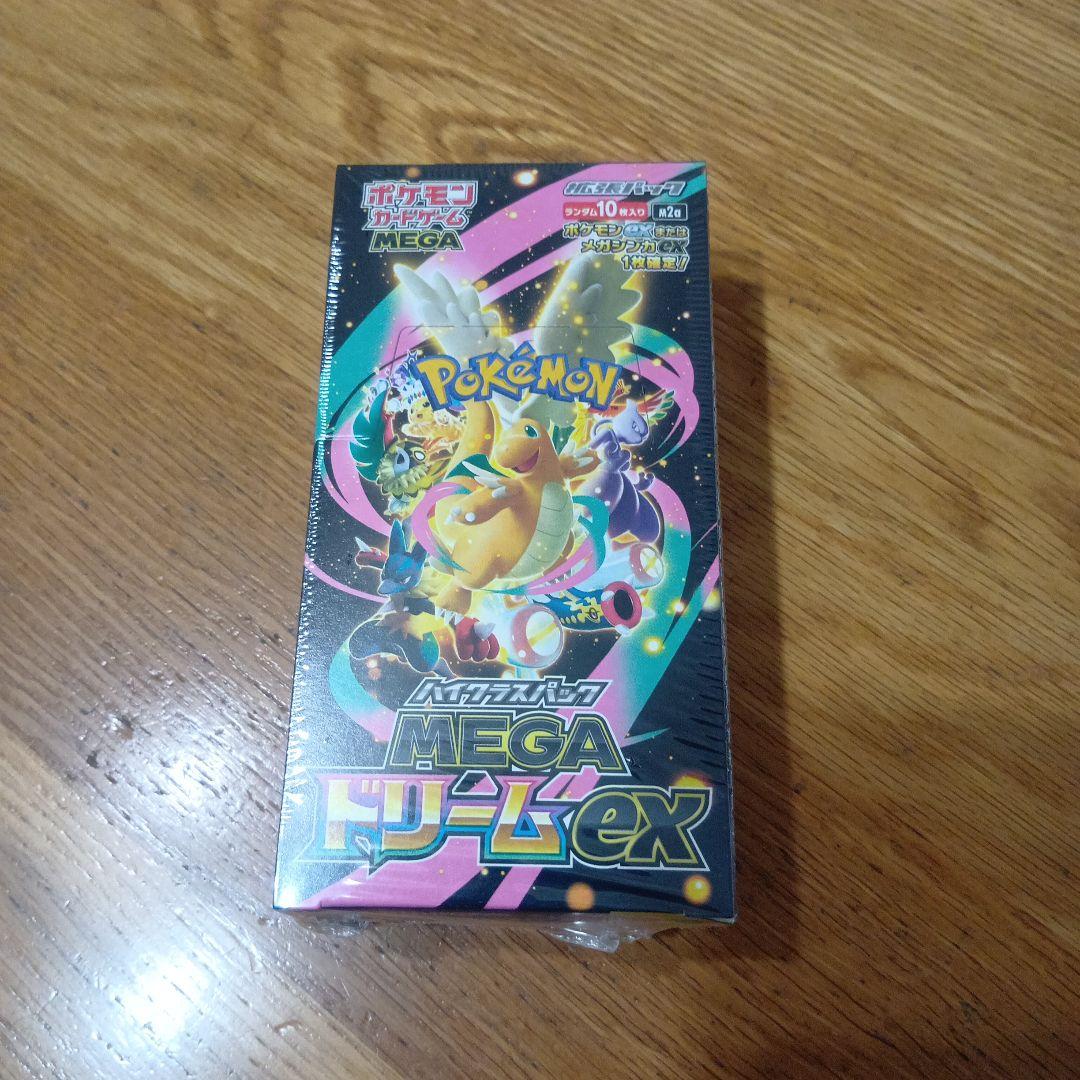 ポケモン
カードゲーム
MEGA
拡張パック
ランダム10枚入り M2a
ポケモンexまたは
メガシンカex
1枚確定!
POKéMON
ハイクラスパック
MEGA
ドリームex